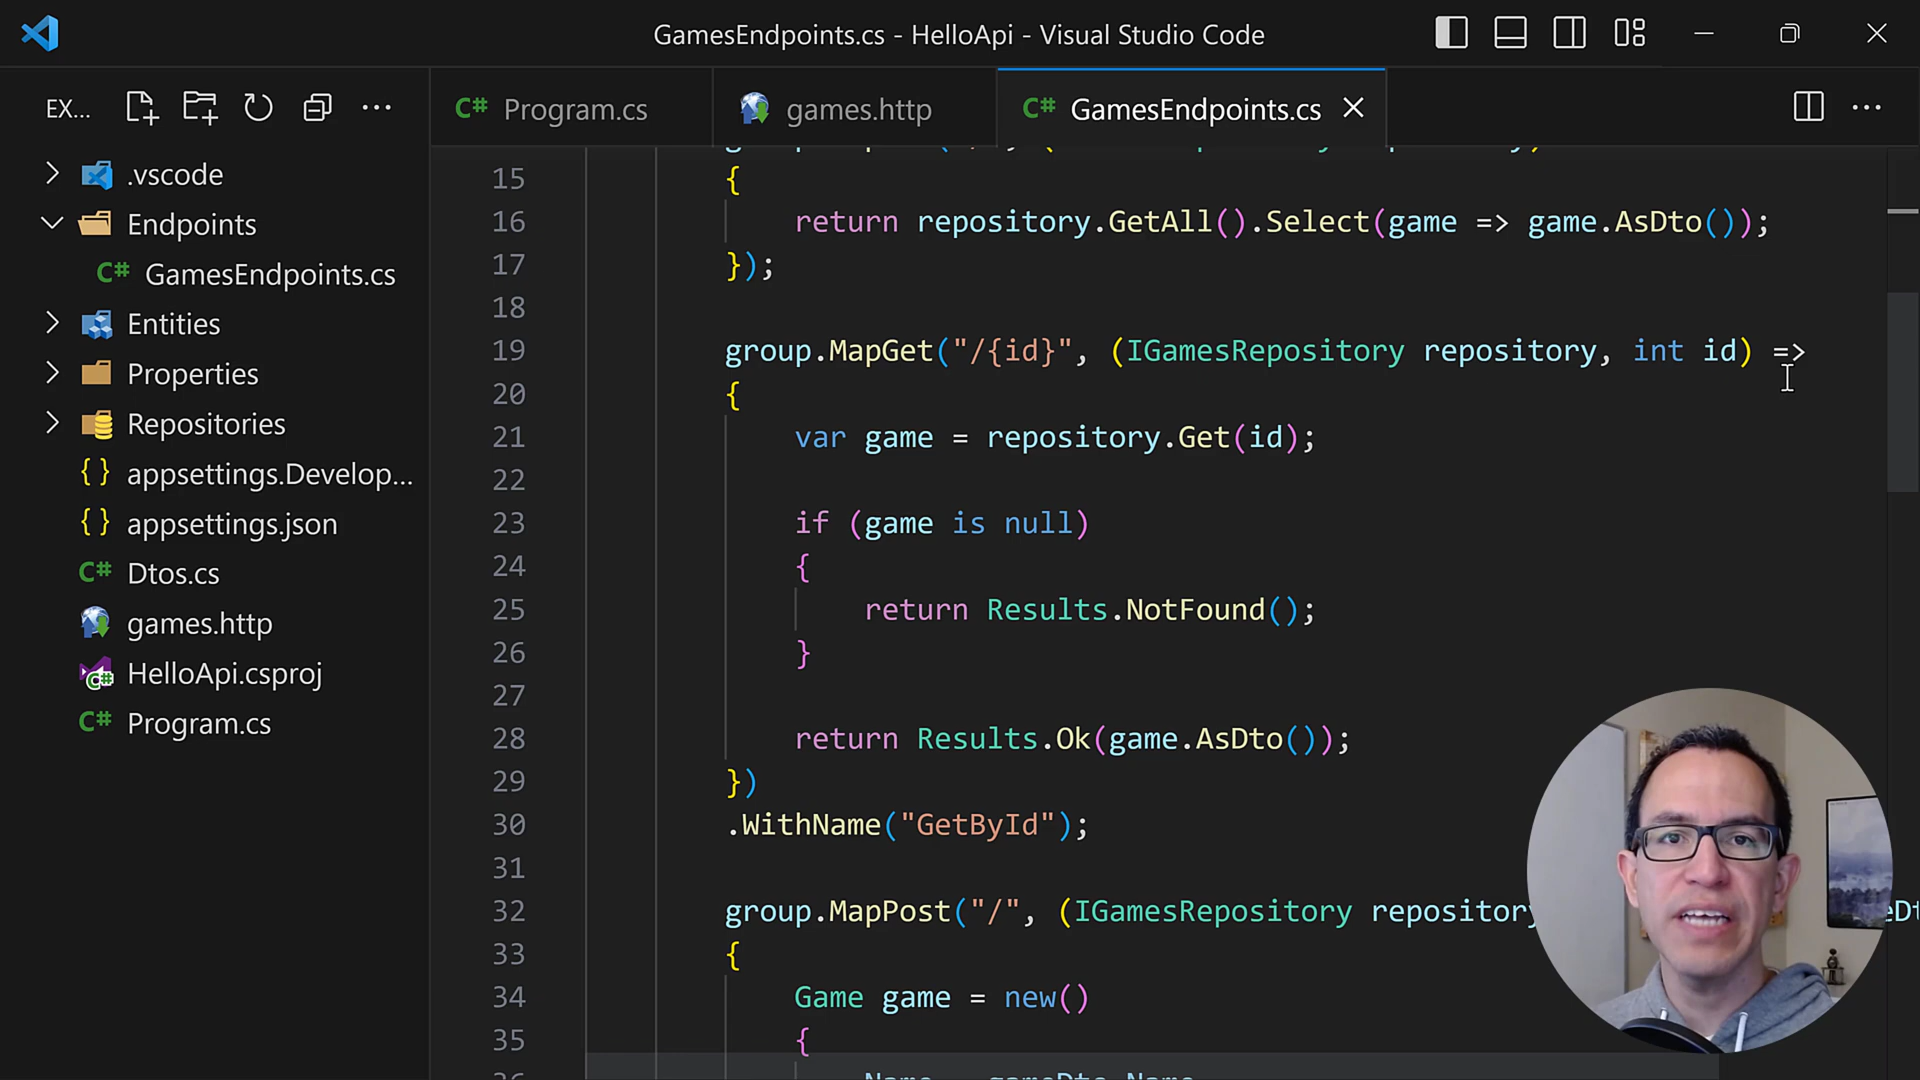 GamesEndpoints.cs - HelloApi - Visual Studio Code
EX...
C# Program.cs
games.http
C# GamesEndpoints.cs
.vscode
Endpoints
C# GamesEndpoints.cs
Entities
Properties
Repositories
{} appsettings.Develop...
{} appsettings.json
C# Dtos.cs
games.http
HelloApi.csproj
C# Program.cs
15 {
16 return repository.GetAll().Select(game => game.AsDto());
17 });
18
19 group.MapGet("/{id}", (IGamesRepository repository, int id) =>
20 {
21 var game = repository.Get(id);
22
23 if (game is null)
24 {
25 return Results.NotFound();
26 }
27
28 return Results.Ok(game.AsDto());
29 })
30 .WithName("GetById");
31
32 group.MapPost("/", (IGamesRepository repository
33 {
34 Game game = new()
35 {